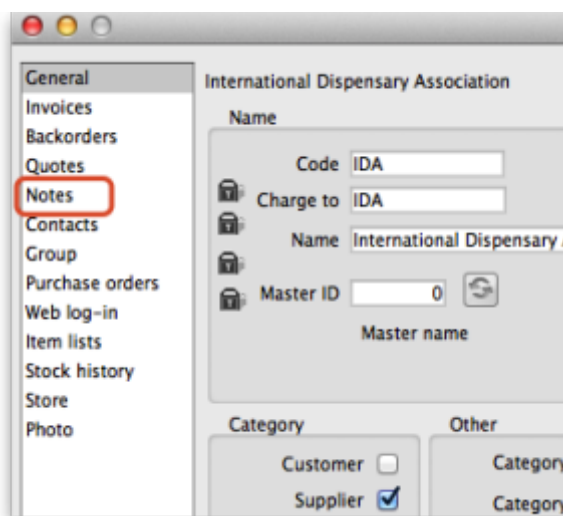 General
Invoices
Backorders
Quotes
Notes
Contacts
Group
Purchase orders
Web log-in
Item lists
Stock history
Store
Photo
International Dispensary Association
Name
Code IDA
Charge to IDA
Name International Dispensary
Master ID 0
Master name
Category
Customer
Supplier
Other
Category
Category